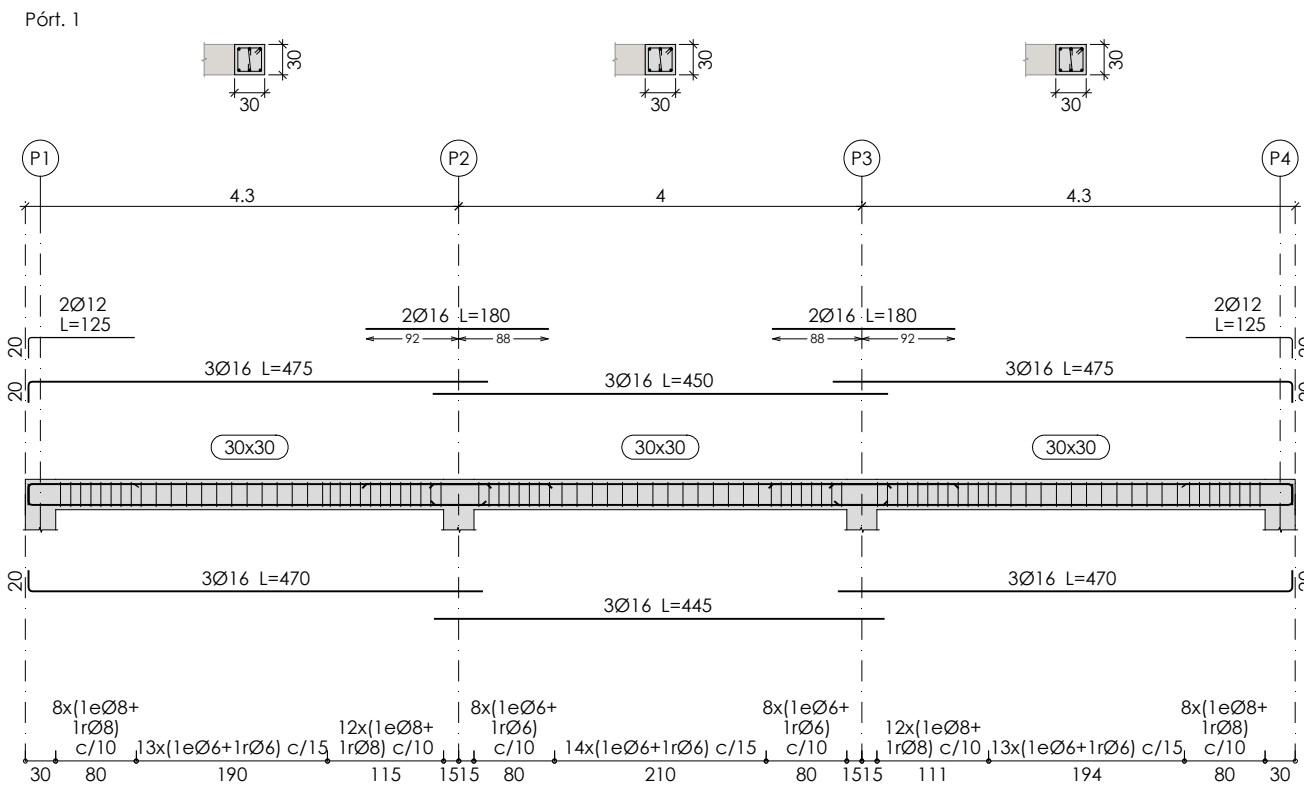 Pórt. 1
30
30
30
30
30
30
P1
P2
P3
P4
4.3
4
4.3
2Ø12
L=125
2Ø16 L=180
2Ø16 L=180
2Ø12
L=125
92
88
88
92
20
20
3Ø16 L=475
3Ø16 L=450
3Ø16 L=475
20
20
30x30
30x30
30x30
20
3Ø16 L=470
3Ø16 L=445
3Ø16 L=470
20
8x(1eØ8+
1rØ8)
c/10
13x(1eØ6+1rØ6) c/15
12x(1eØ8+
1rØ8) c/10
8x(1eØ6+
1rØ6)
c/10
14x(1eØ6+1rØ6) c/15
8x(1eØ6+
1rØ6)
c/10
12x(1eØ8+
1rØ8) c/10
13x(1eØ6+1rØ6) c/15
8x(1eØ8+
1rØ8)
c/10
30 80 190 115 15 15 80 210 80 15 15 111 194 80 30